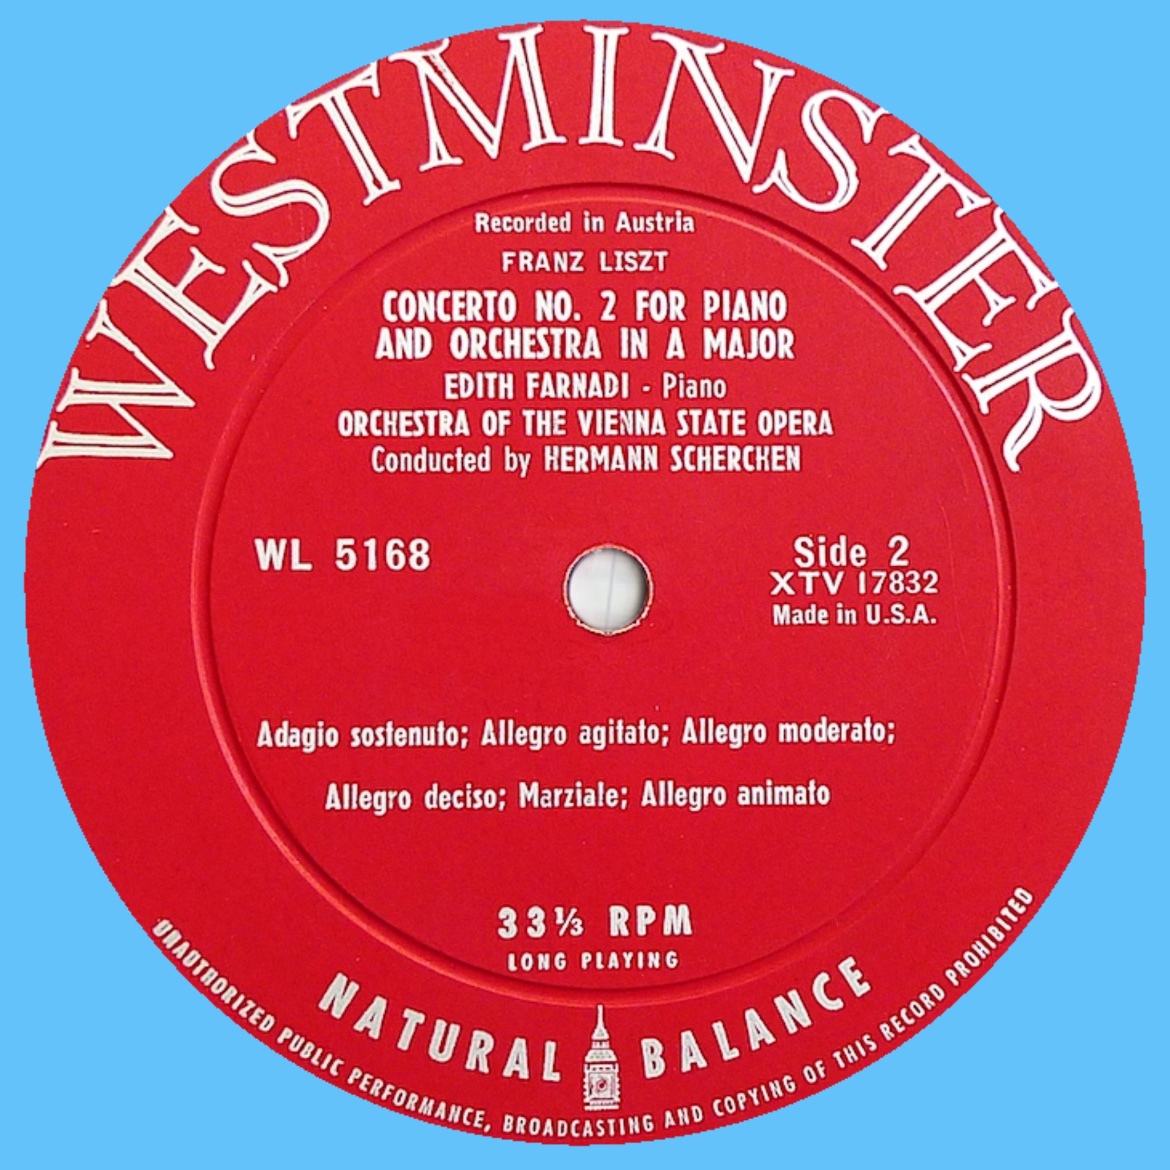 WESTMINSTER
Recorded in Austria
FRANZ LISZT
CONCERTO NO. 2 FOR PIANO
AND ORCHESTRA IN A MAJOR
EDITH FARNADI - Piano
ORCHESTRA OF THE VIENNA STATE OPERA
Conducted by HERMANN SCHERCHEN
WL 5168
Side 2
XTV 17832
Made in U.S.A.
Adagio sostenuto; Allegro agitato; Allegro moderato;
Allegro deciso; Marziale; Allegro animato
33⅓ RPM
LONG PLAYING
NATURAL BALANCE
UNAUTHORIZED PUBLIC PERFORMANCE, BROADCASTING AND COPYING OF THIS RECORD PROHIBITED